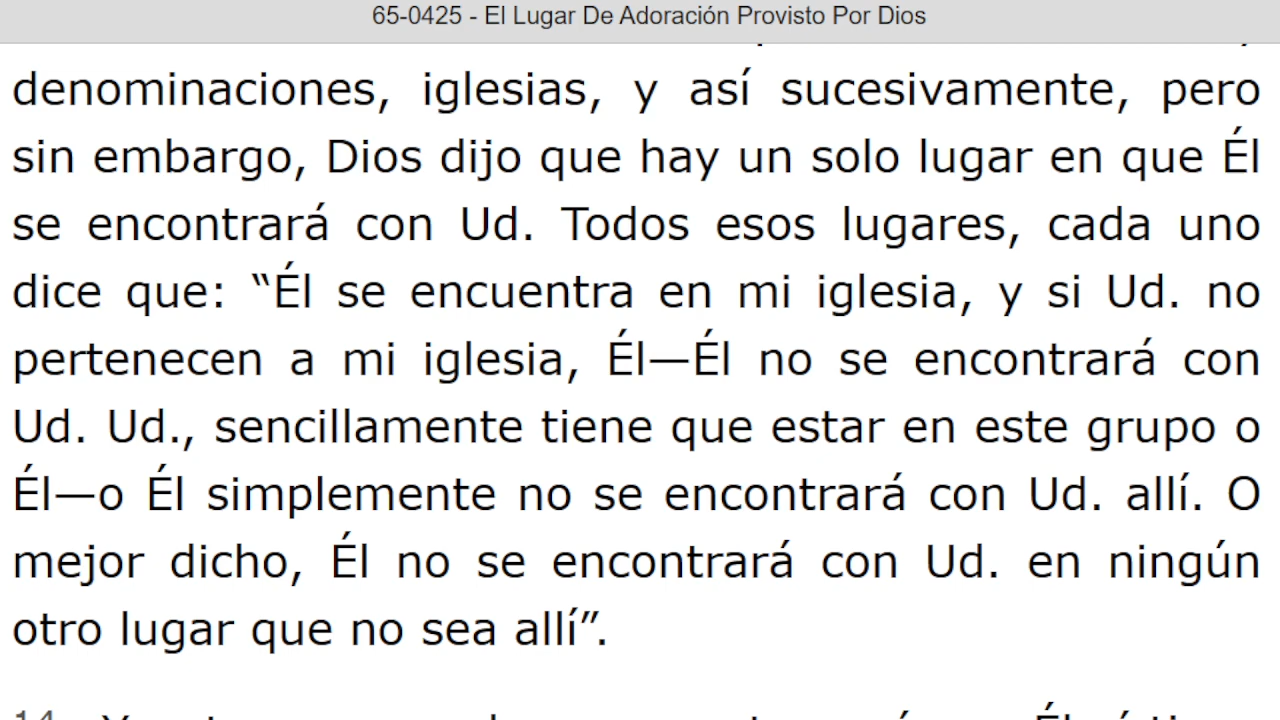 65-0425 - El Lugar De Adoración Provisto Por Dios
denominaciones, iglesias, y así sucesivamente, pero
sin embargo, Dios dijo que hay un solo lugar en que Él
se encontrará con Ud. Todos esos lugares, cada uno
dice que: “Él se encuentra en mi iglesia, y si Ud. no
pertenecen a mi iglesia, Él—Él no se encontrará con
Ud. Ud., sencillamente tiene que estar en este grupo o
Él—o Él simplemente no se encontrará con Ud. allí. O
mejor dicho, Él no se encontrará con Ud. en ningún
otro lugar que no sea allí”.
14